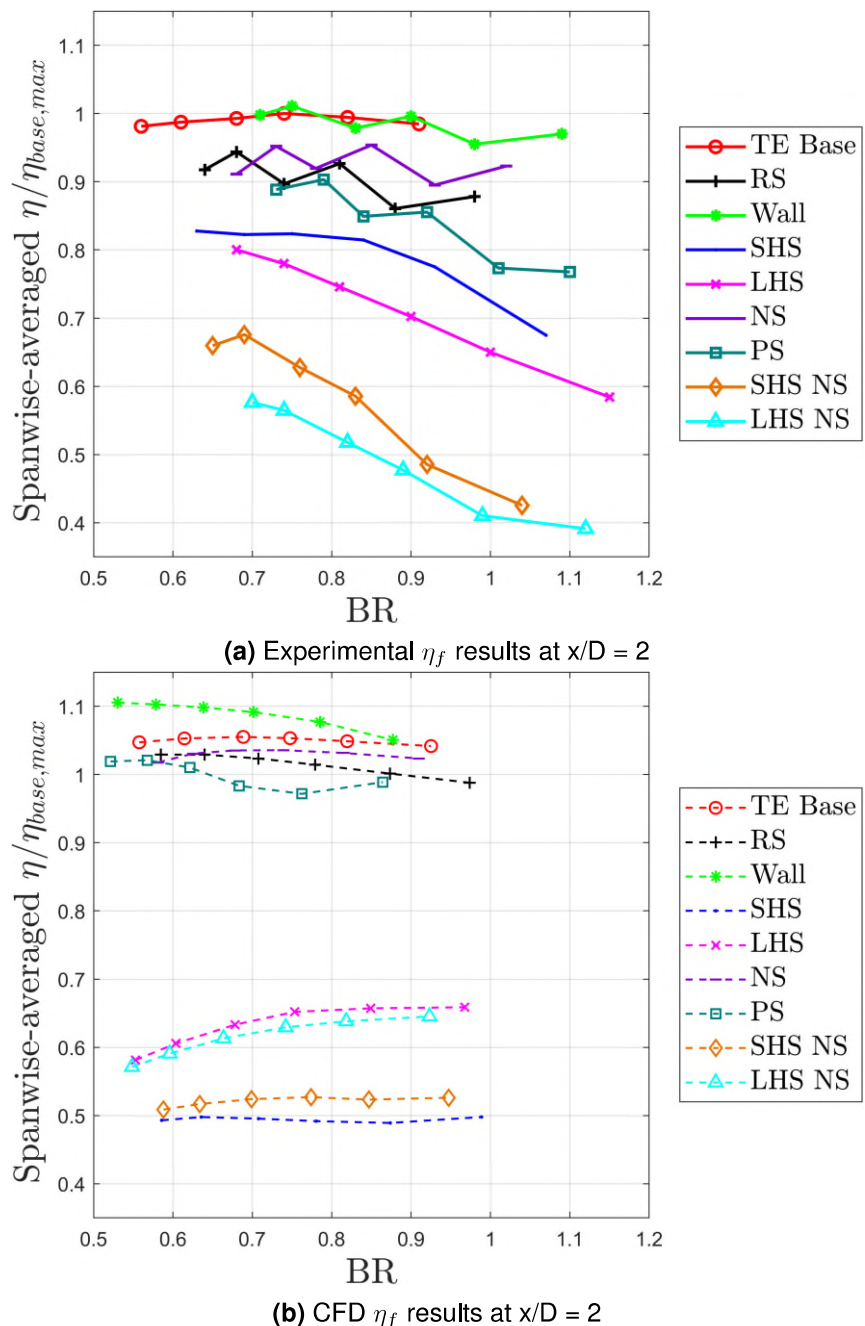 Spanwise-averaged η/η_base,max
1.1
1
0.9
0.8
0.7
0.6
0.5
0.4
0.5 0.6 0.7 0.8 0.9 1 1.1 1.2
BR
TE Base
RS
Wall
SHS
LHS
NS
PS
SHS NS
LHS NS
(a) Experimental η_f results at x/D = 2
Spanwise-averaged η/η_base,max
1.1
1
0.9
0.8
0.7
0.6
0.5
0.4
0.5 0.6 0.7 0.8 0.9 1 1.1 1.2
BR
TE Base
RS
Wall
SHS
LHS
NS
PS
SHS NS
LHS NS
(b) CFD η_f results at x/D = 2